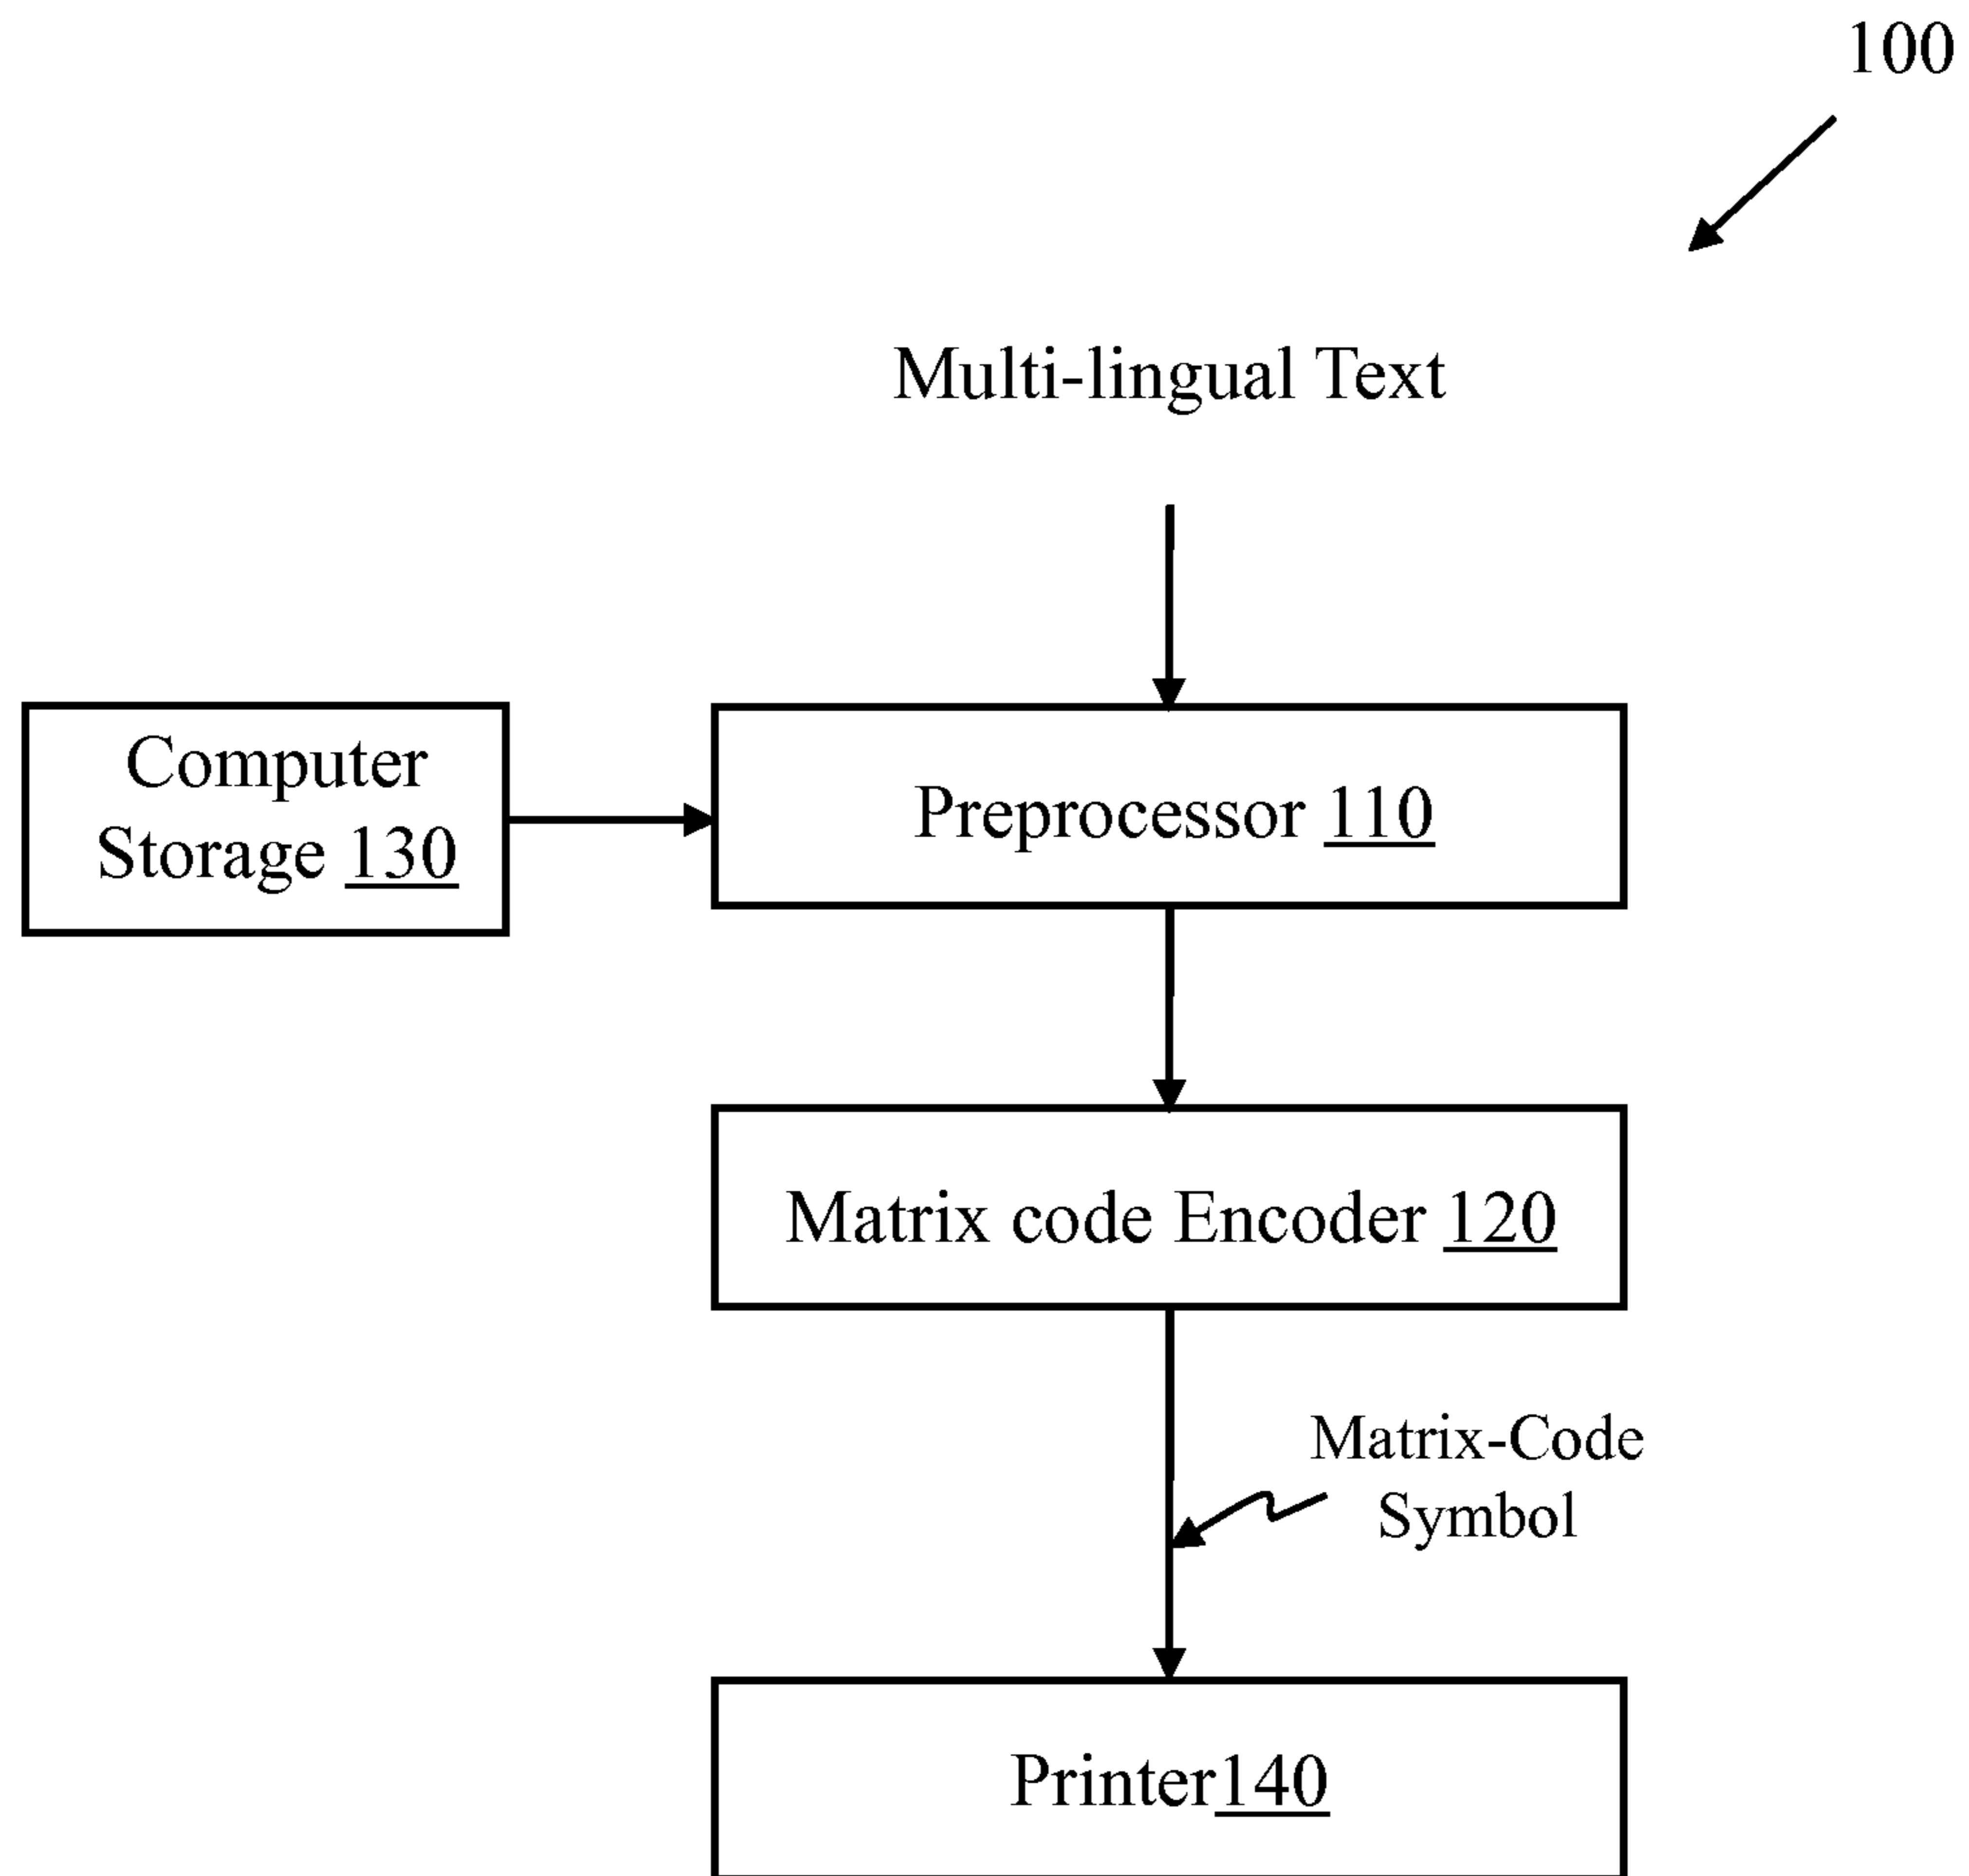 100
Multi-lingual Text
Computer
Storage 130
Preprocessor 110
Matrix code Encoder 120
Matrix-Code
Symbol
Printer140